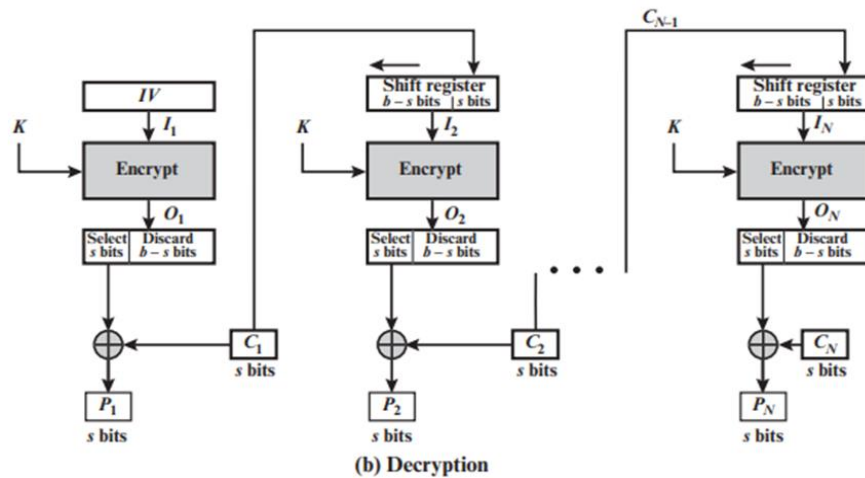 C_{N-1}
IV
Shift register
b – s bits | s bits
Shift register
b – s bits | s bits
K
I_1
K
I_2
K
I_N
Encrypt
Encrypt
Encrypt
O_1
O_2
O_N
Select Discard
s bits b – s bits
Select Discard
s bits b – s bits
Select Discard
s bits b – s bits
• • •
C_1
C_2
C_N
s bits
s bits
s bits
P_1
P_2
P_N
s bits
s bits
s bits
(b) Decryption